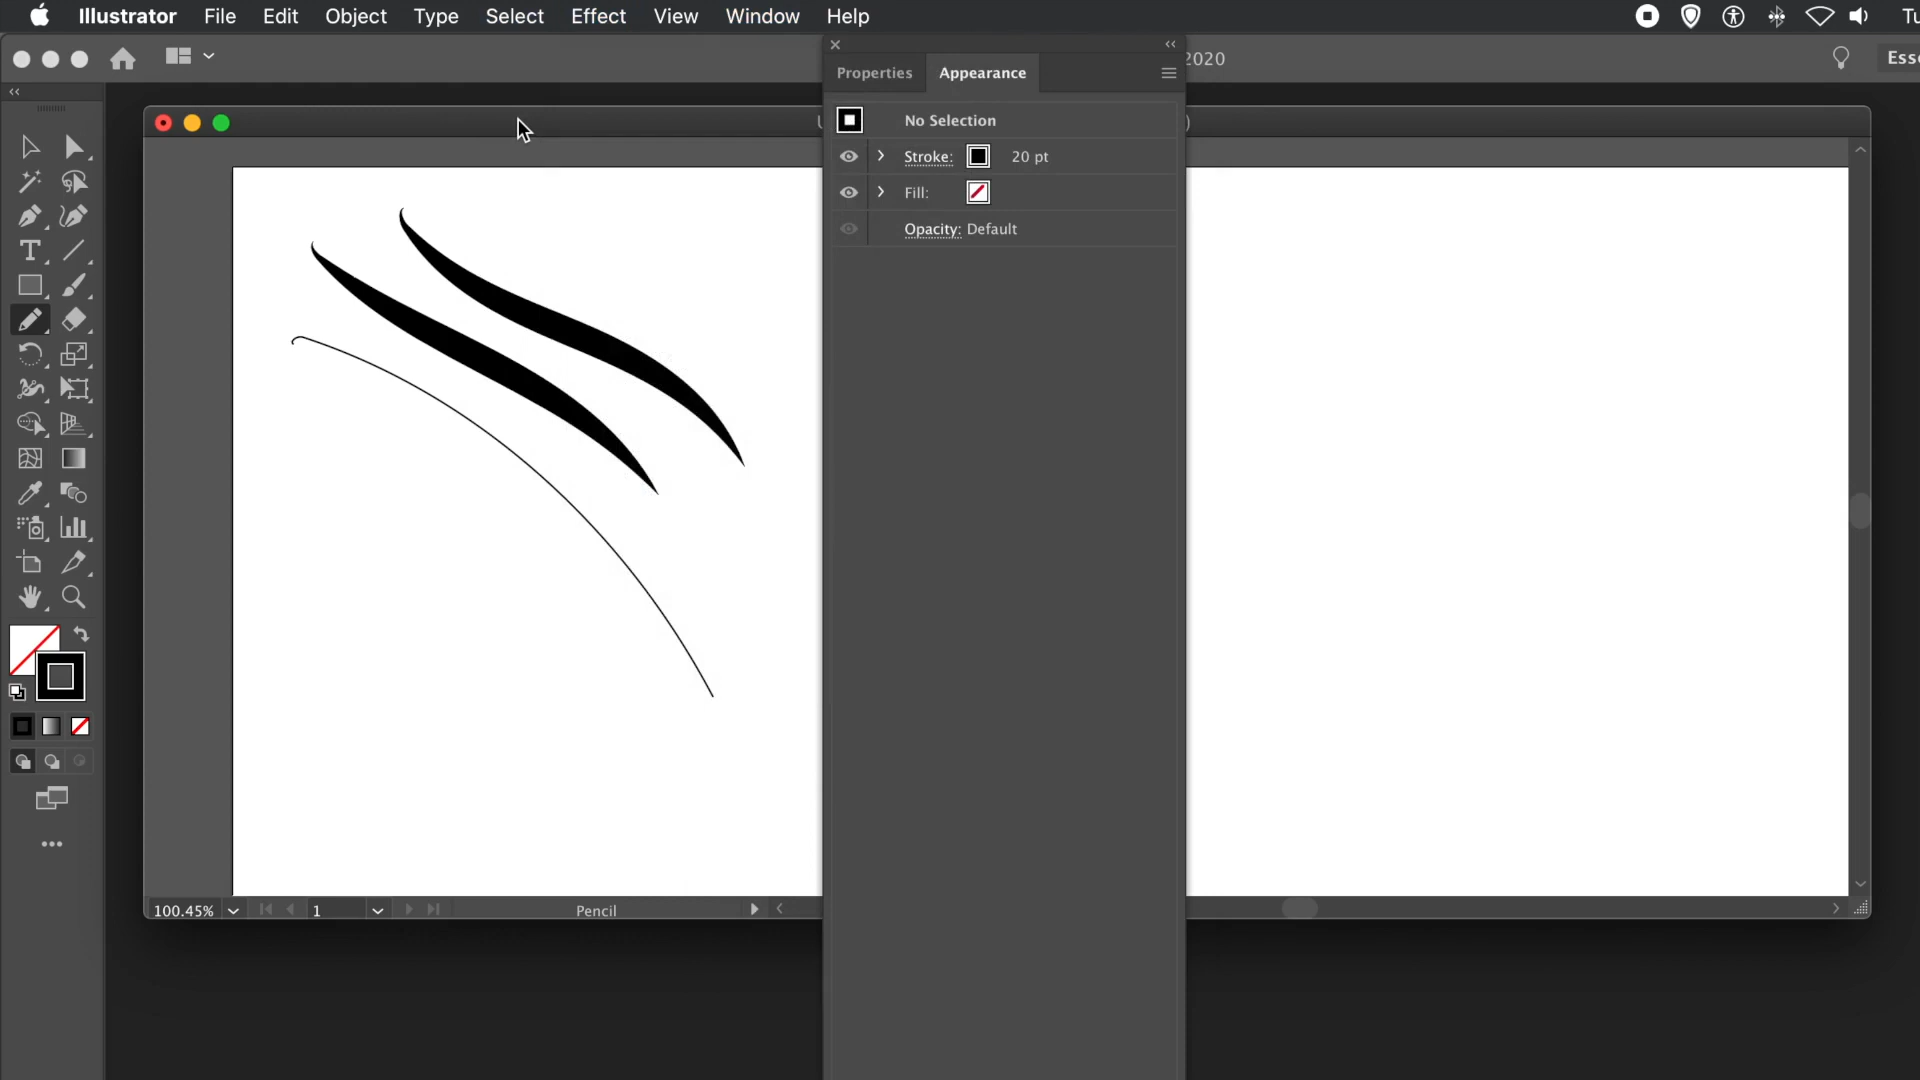 Illustrator File Edit Object Type Select Effect View Window Help
2020
Properties Appearance
No Selection
Stroke: 20 pt
Fill:
Opacity: Default
100.45% 1 Pencil